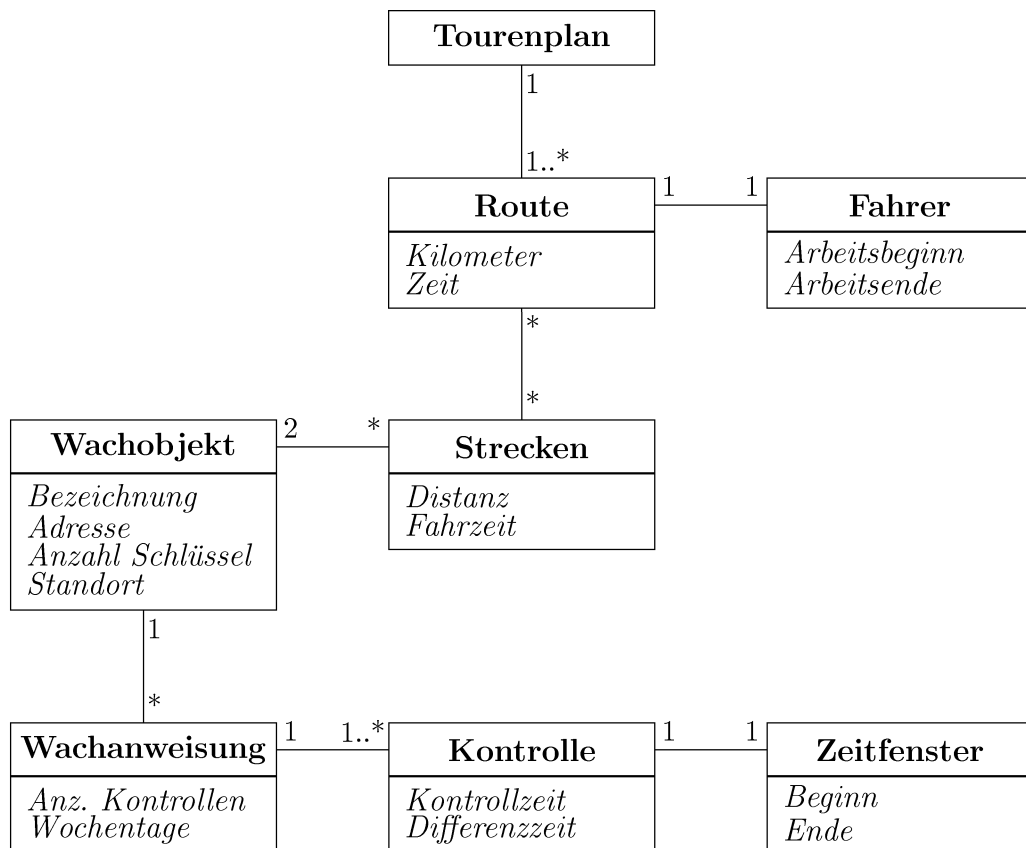 Tourenplan
1
1..*
Route
Kilometer
Zeit
1
1
Fahrer
Arbeitsbeginn
Arbeitsende
*
*
Wachobjekt
Bezeichnung
Adresse
Anzahl Schlüssel
Standort
2
*
Strecken
Distanz
Fahrzeit
1
*
Wachanweisung
Anz. Kontrollen
Wochentage
1
1..*
Kontrolle
Kontrollzeit
Differenzzeit
1
1
Zeitfenster
Beginn
Ende